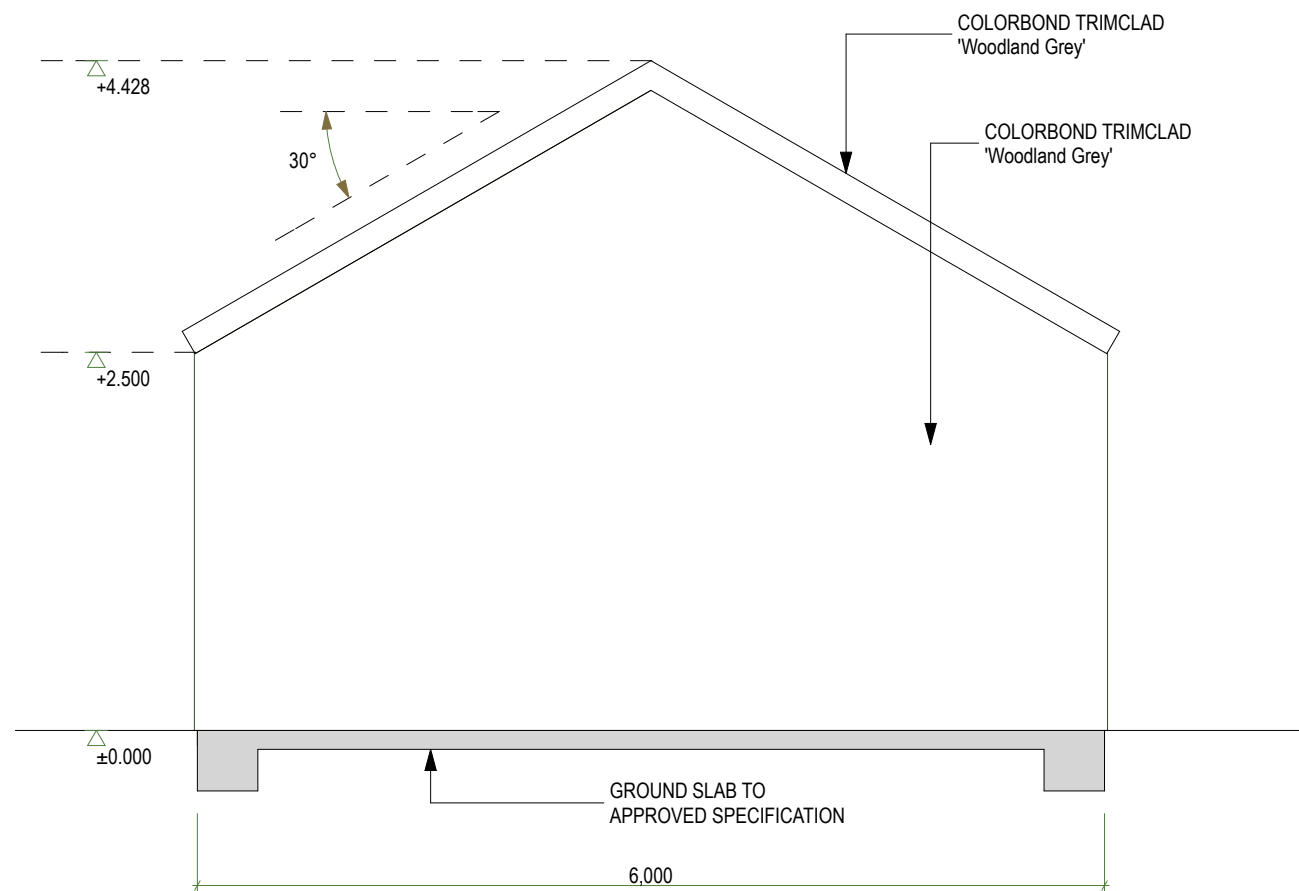 COLORBOND TRIMCLAD
'Woodland Grey'
+4.428
COLORBOND TRIMCLAD
'Woodland Grey'
30°
+2.500
±0.000
GROUND SLAB TO
APPROVED SPECIFICATION
6,000